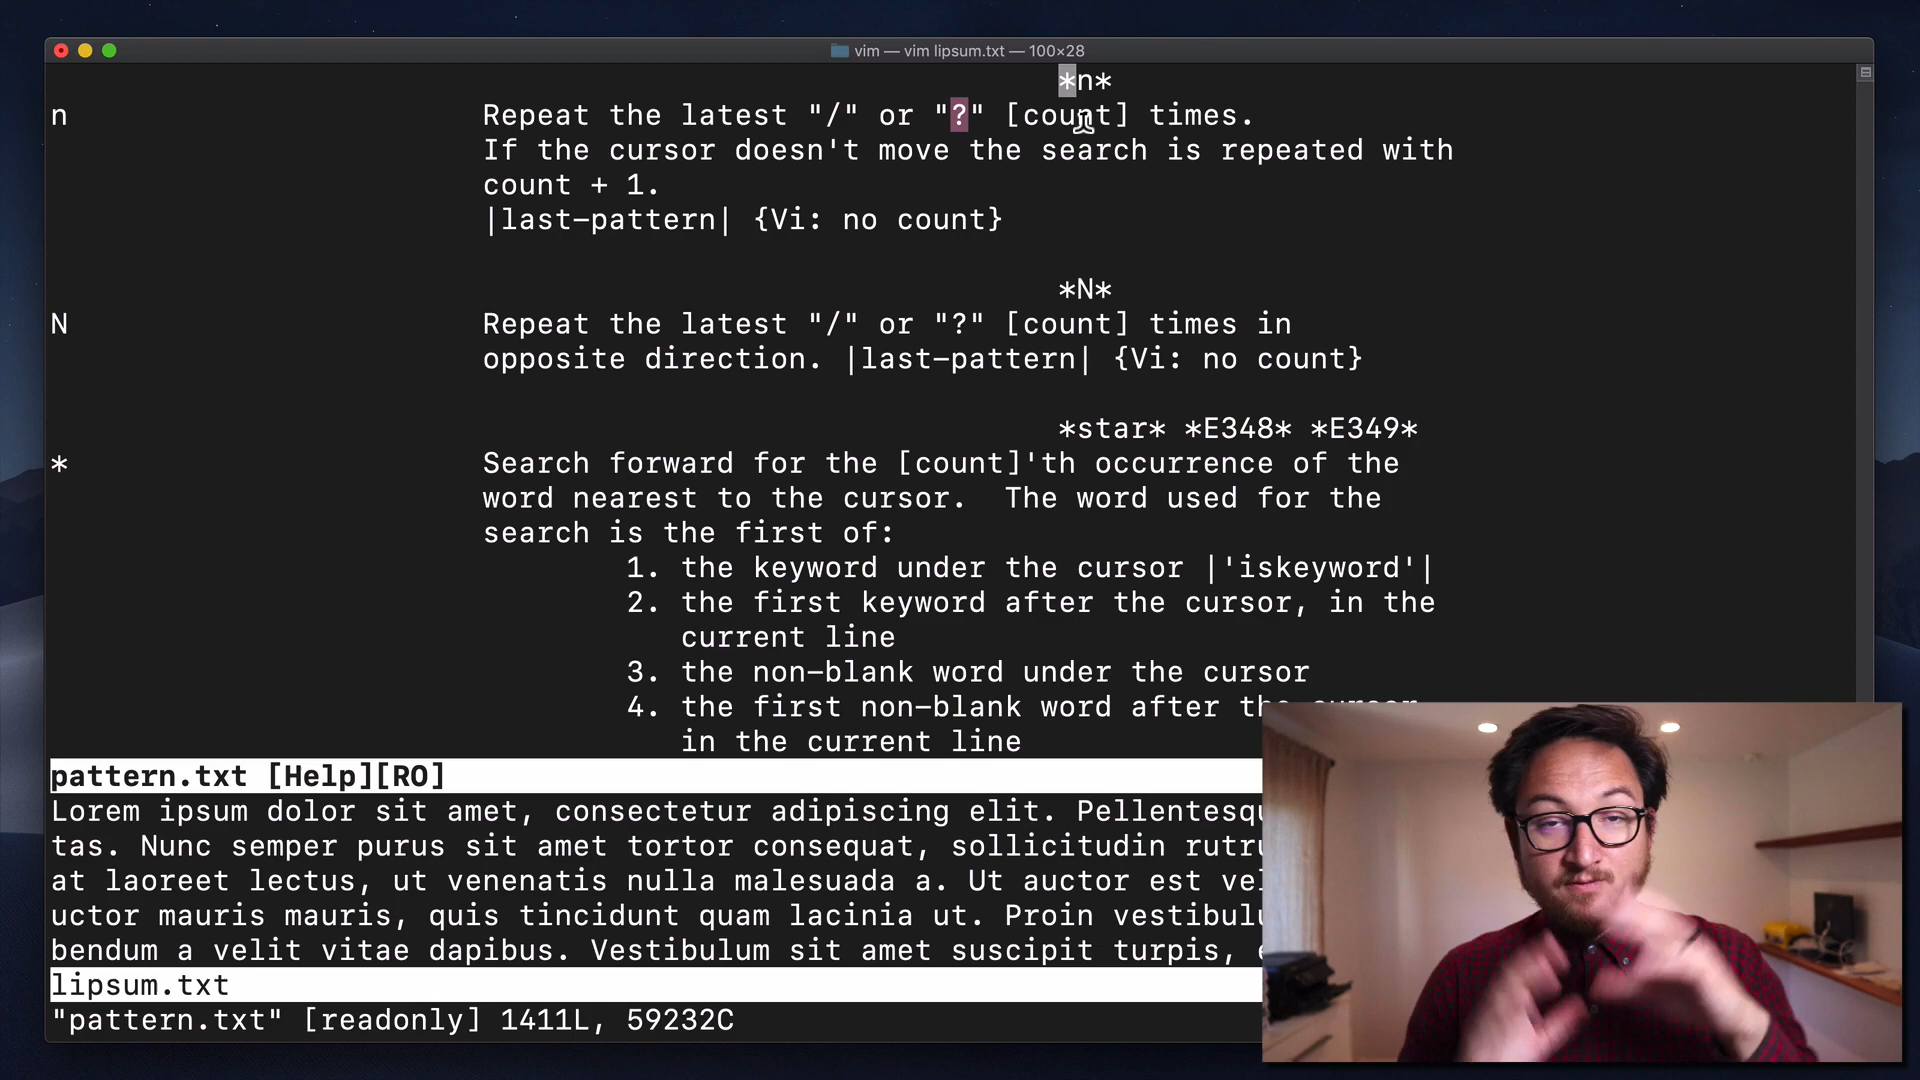 vim — vim lipsum.txt — 100×28
*n*
n Repeat the latest "/" or "?" [count] times.
If the cursor doesn't move the search is repeated with
count + 1.
|last-pattern| {Vi: no count}
*N*
N Repeat the latest "/" or "?" [count] times in
opposite direction. |last-pattern| {Vi: no count}
*star* *E348* *E349*
* Search forward for the [count]'th occurrence of the
word nearest to the cursor. The word used for the
search is the first of:
1. the keyword under the cursor |'iskeyword'|
2. the first keyword after the cursor, in the
current line
3. the non-blank word under the cursor
4. the first non-blank word after the cursor,
in the current line
pattern.txt [Help][RO]
Lorem ipsum dolor sit amet, consectetur adipiscing elit. Pellentesqu
tas. Nunc semper purus sit amet tortor consequat, sollicitudin rutru
at laoreet lectus, ut venenatis nulla malesuada a. Ut auctor est vel
uctor mauris mauris, quis tincidunt quam lacinia ut. Proin vestibulu
bendum a velit vitae dapibus. Vestibulum sit amet suscipit turpis,
lipsum.txt
"pattern.txt" [readonly] 1411L, 59232C